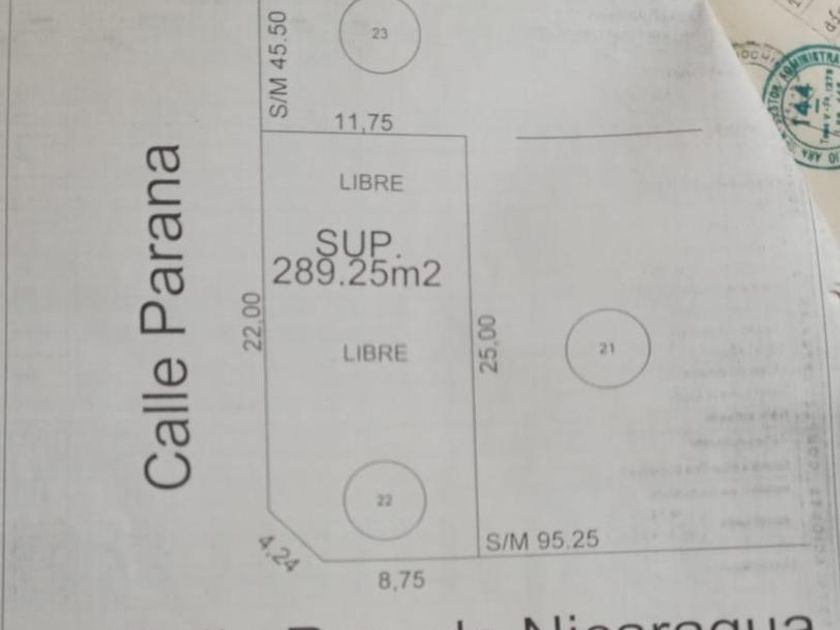 S/M 45.50
23
11,75
LIBRE
SUP.
289.25m2
Calle Parana
22,00
25,00
LIBRE
21
22
4,24
8,75
S/M 95.25
Nicaragua
144